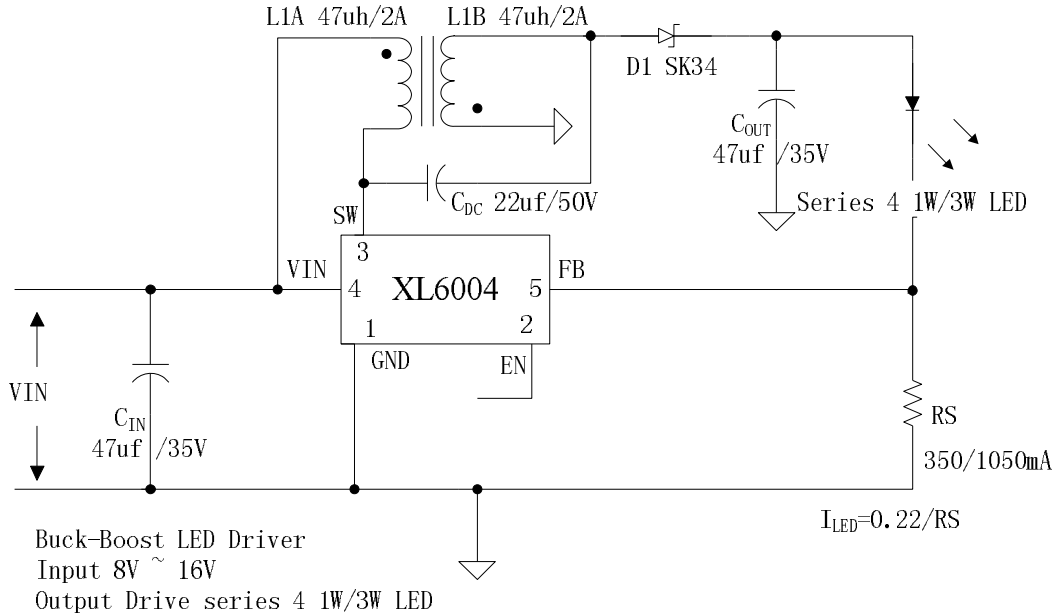 L1A 47uh/2A
L1B 47uh/2A
D1 SK34
COUT
47uf /35V
CDC 22uf/50V
Series 4 1W/3W LED
SW
3
VIN
4
XL6004
5
FB
1
2
GND
EN
VIN
CIN
47uf /35V
RS
350/1050mA
ILED=0.22/RS
Buck-Boost LED Driver
Input 8V ~ 16V
Output Drive series 4 1W/3W LED